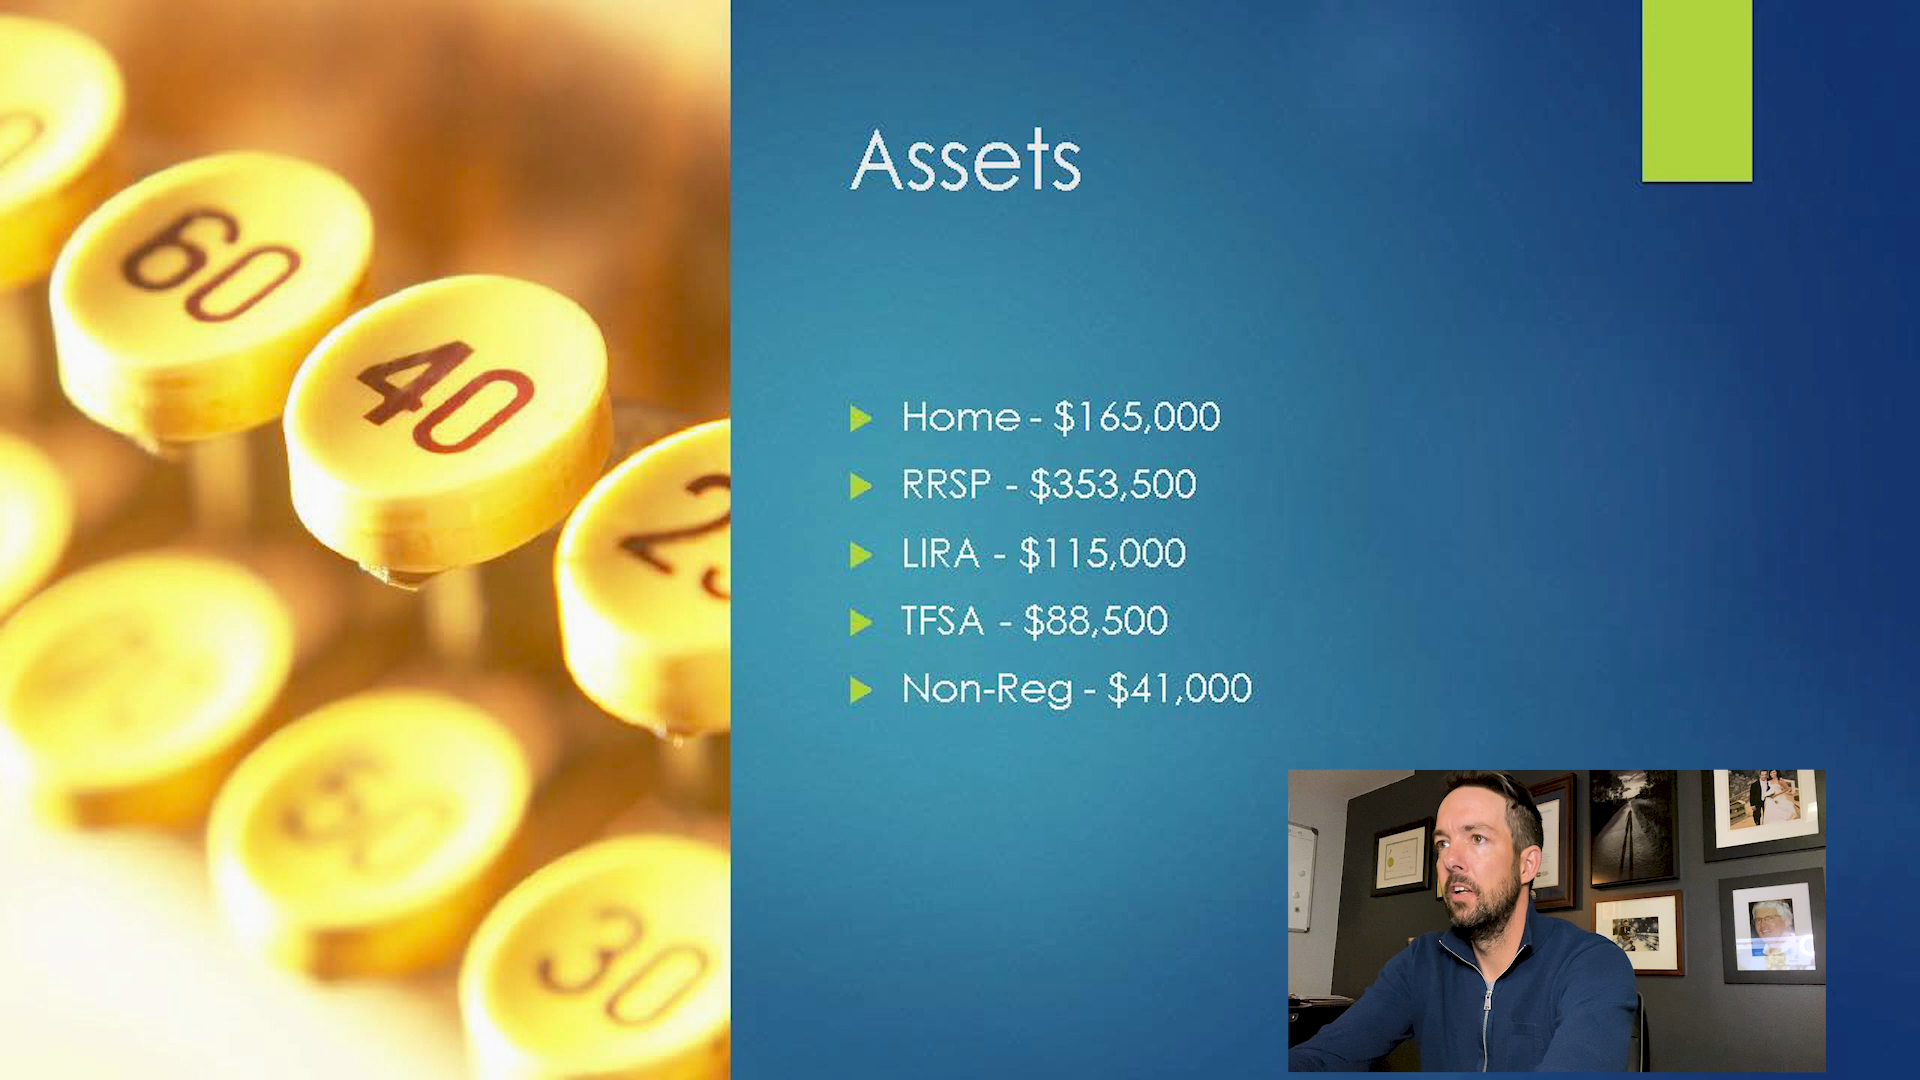 Assets
Home - $165,000
RRSP - $353,500
LIRA - $115,000
TFSA - $88,500
Non-Reg - $41,000
60
40
30